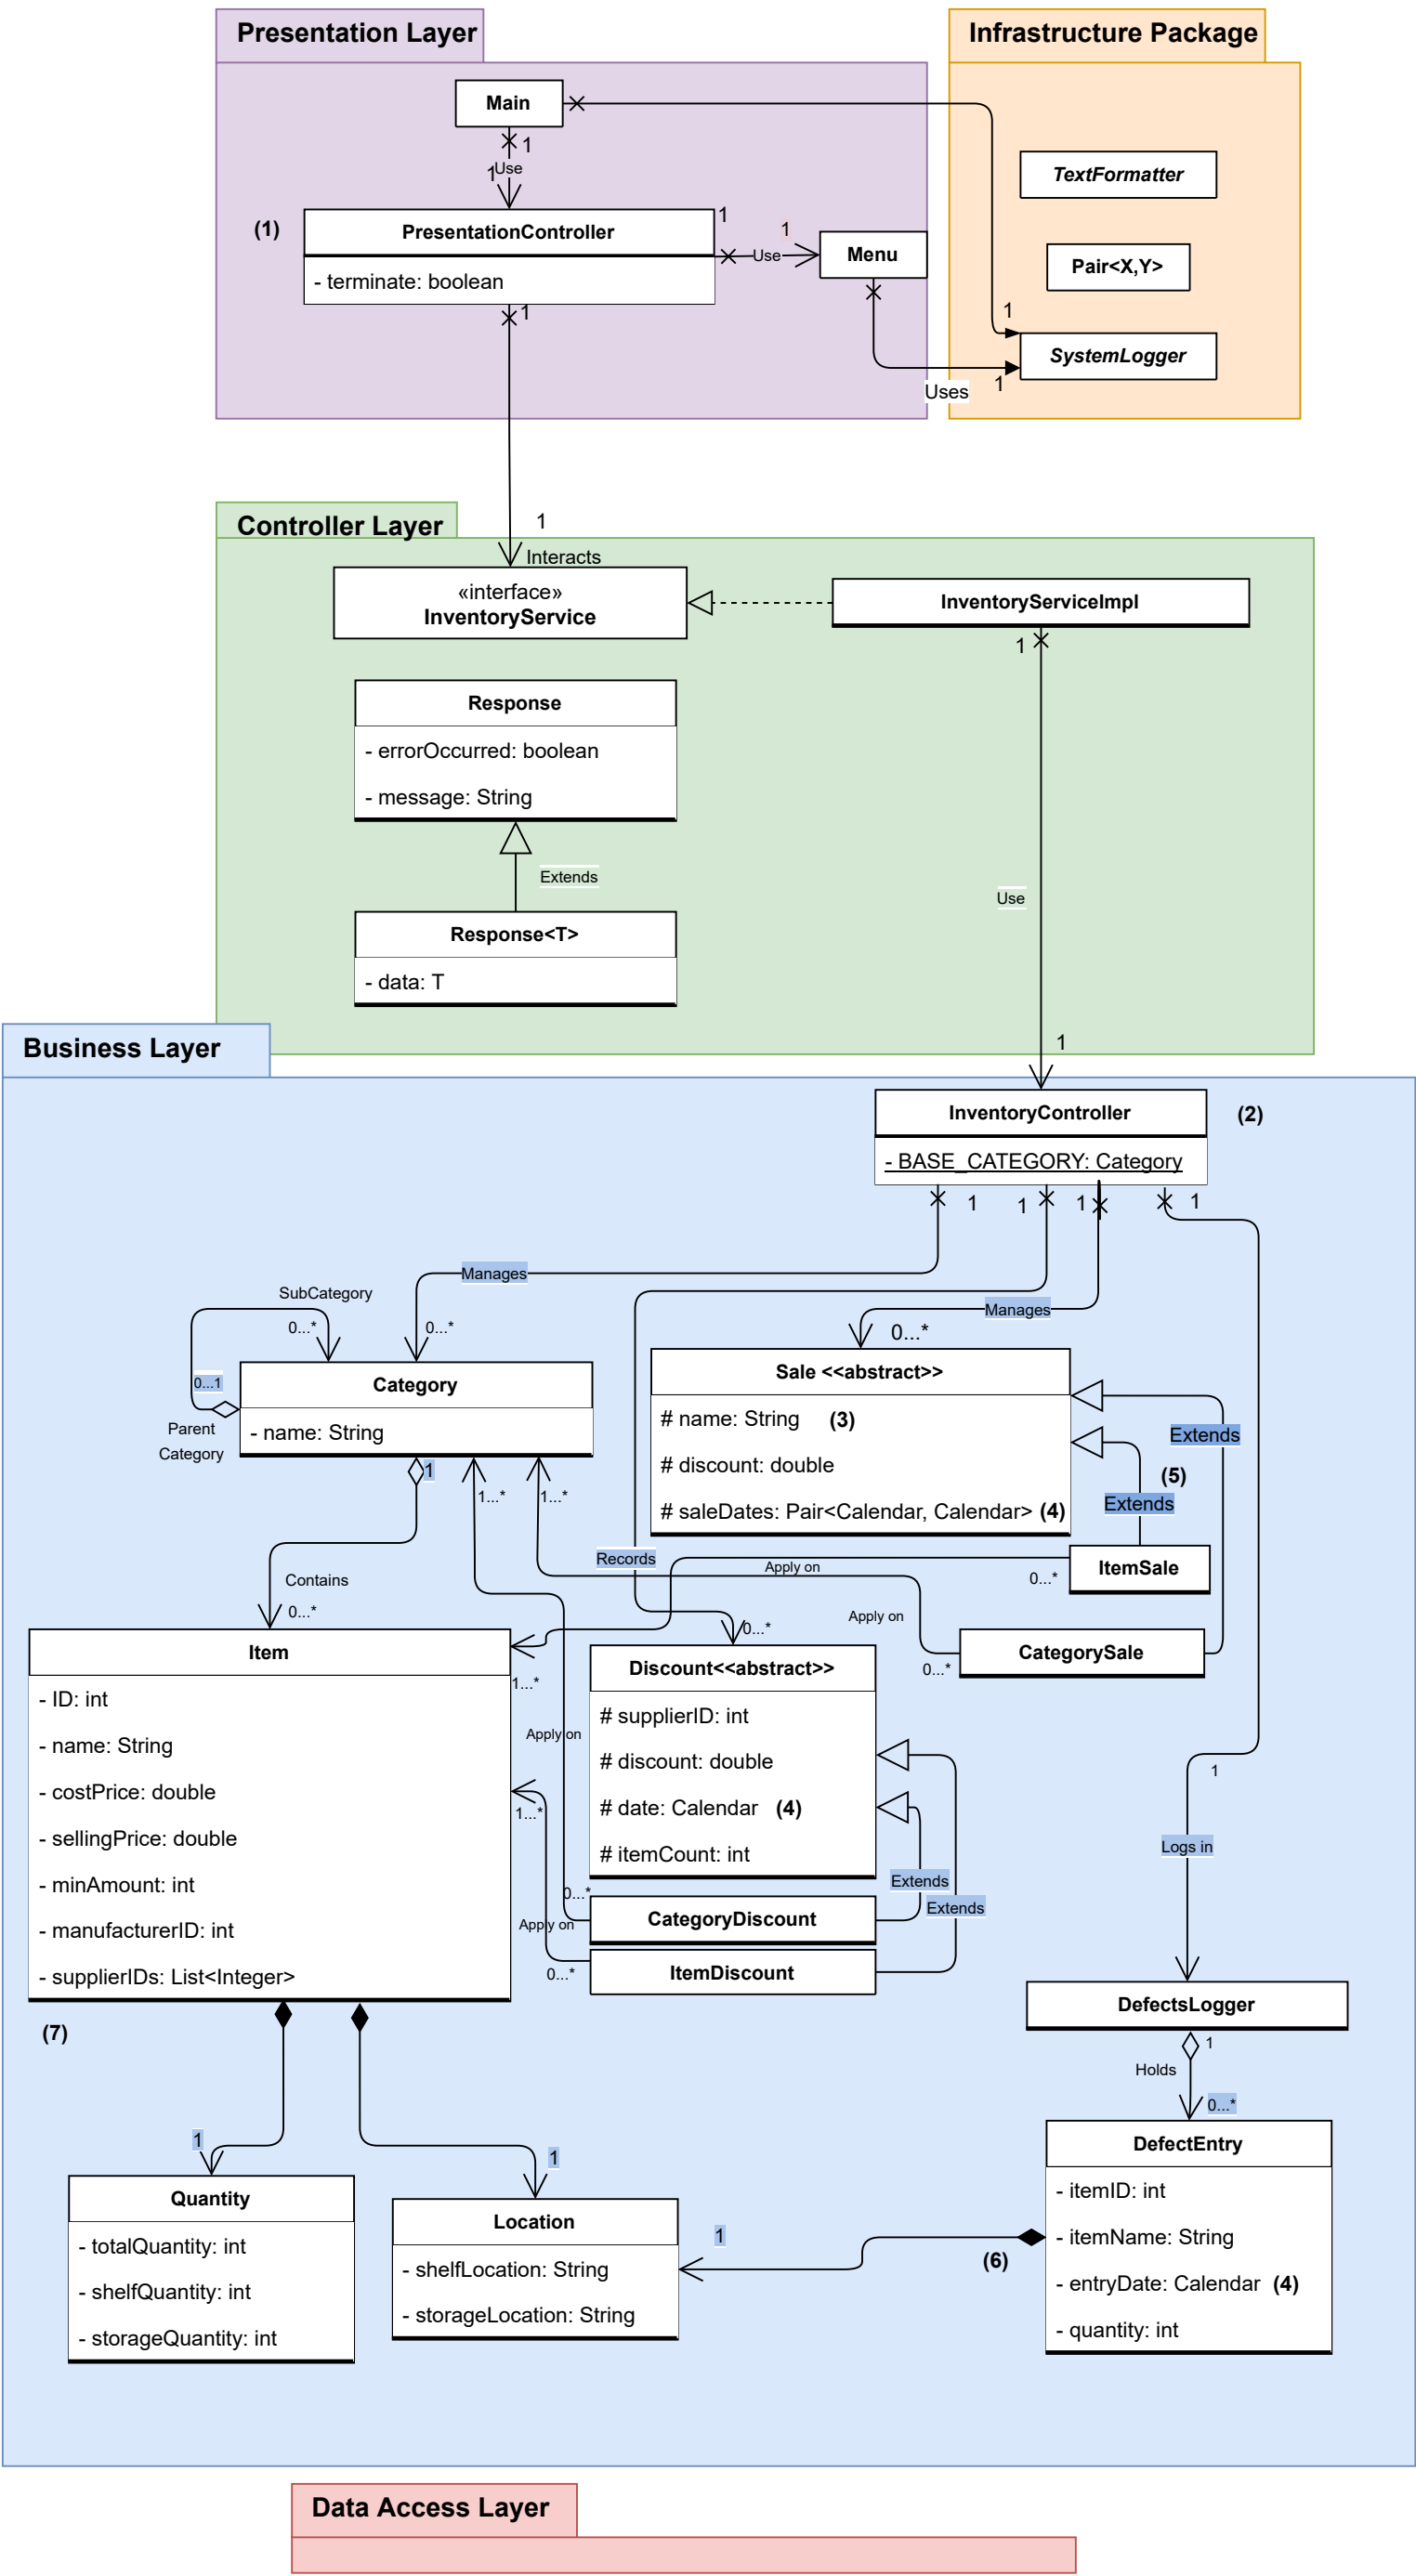 Presentation Layer
Infrastructure Package
Main
1
Use
1
TextFormatter
(1)
PresentationController
1
- terminate: boolean
Use
1
Menu
Pair<X,Y>
1
SystemLogger
1
Uses
1
Controller Layer
1
Interacts
«interface»
InventoryService
InventoryServiceImpl
1
Response
- errorOccurred: boolean
- message: String
Extends
Use
Response<T>
- data: T
1
Business Layer
InventoryController
(2)
- BASE_CATEGORY: Category
1
1
1
1
Manages
SubCategory
0...*
0...*
Manages
0...*
0...1
Category
Parent
Category
- name: String
Sale <<abstract>>
# name: String
(3)
# discount: double
# saleDates: Pair<Calendar, Calendar>
(4)
Extends
(5)
Extends
1
1...*
1...*
Records
Apply on
0...*
ItemSale
Contains
0...*
Apply on
0...*
CategorySale
0...*
Item
- ID: int
- name: String
- costPrice: double
- sellingPrice: double
- minAmount: int
- manufacturerID: int
- supplierIDs: List<Integer>
1...*
Apply on
1...*
Discount<<abstract>>
# supplierID: int
# discount: double
# date: Calendar
(4)
# itemCount: int
Extends
Extends
0...*
CategoryDiscount
Apply on
0...*
ItemDiscount
1
Logs in
DefectsLogger
(7)
1
Holds
0...*
DefectEntry
- itemID: int
- itemName: String
- entryDate: Calendar
(4)
- quantity: int
1
1
1
(6)
Quantity
- totalQuantity: int
- shelfQuantity: int
- storageQuantity: int
Location
- shelfLocation: String
- storageLocation: String
Data Access Layer